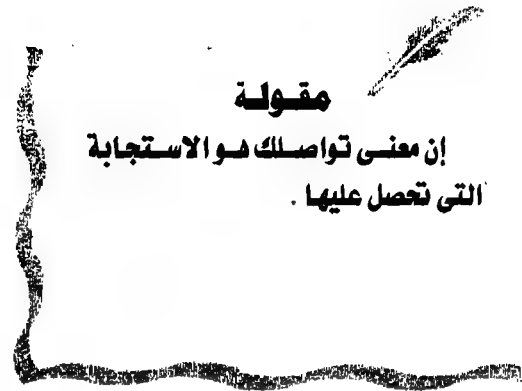 مقولة
إن معنى تواصلك هو الاستجابة
التى تحصل عليها .